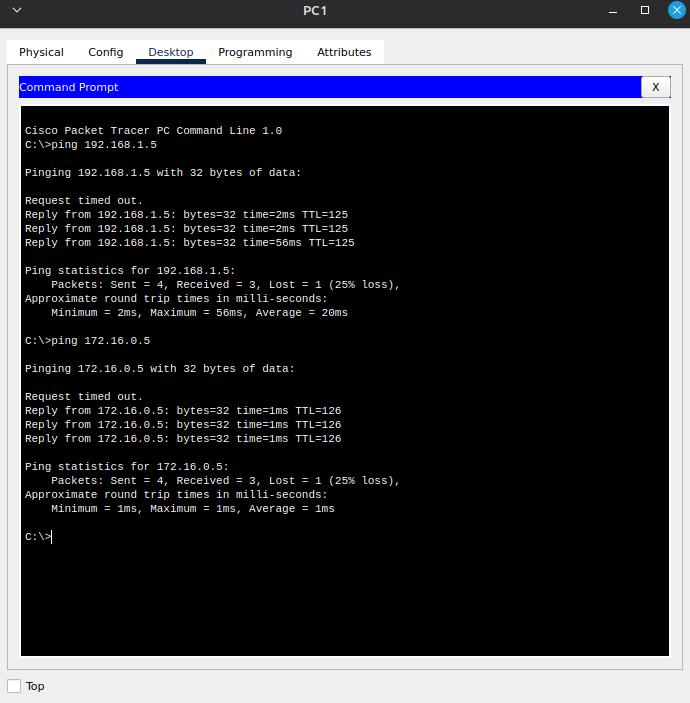 PC1
Physical Config Desktop Programming Attributes
Command Prompt X
Cisco Packet Tracer PC Command Line 1.0
C:\>ping 192.168.1.5
Pinging 192.168.1.5 with 32 bytes of data:
Request timed out.
Reply from 192.168.1.5: bytes=32 time=2ms TTL=125
Reply from 192.168.1.5: bytes=32 time=2ms TTL=125
Reply from 192.168.1.5: bytes=32 time=56ms TTL=125
Ping statistics for 192.168.1.5:
Packets: Sent = 4, Received = 3, Lost = 1 (25% loss),
Approximate round trip times in milli-seconds:
Minimum = 2ms, Maximum = 56ms, Average = 20ms
C:\>ping 172.16.0.5
Pinging 172.16.0.5 with 32 bytes of data:
Request timed out.
Reply from 172.16.0.5: bytes=32 time=1ms TTL=126
Reply from 172.16.0.5: bytes=32 time=1ms TTL=126
Reply from 172.16.0.5: bytes=32 time=1ms TTL=126
Ping statistics for 172.16.0.5:
Packets: Sent = 4, Received = 3, Lost = 1 (25% loss),
Approximate round trip times in milli-seconds:
Minimum = 1ms, Maximum = 1ms, Average = 1ms
C:\>
Top